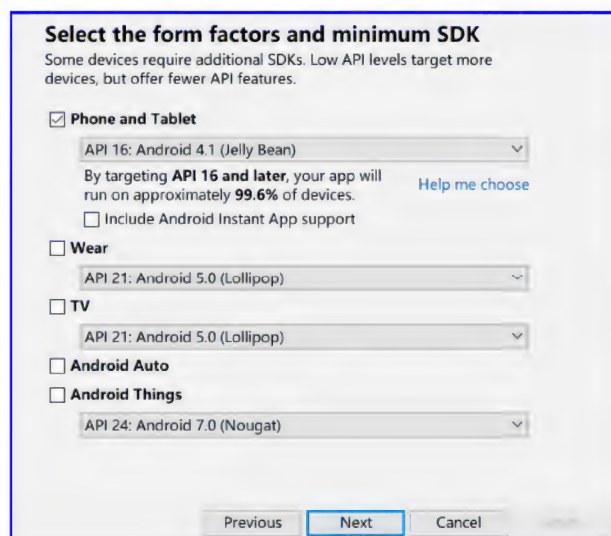 Select the form factors and minimum SDK
Some devices require additional SDKs. Low API levels target more
devices, but offer fewer API features.
Phone and Tablet
API 16: Android 4.1 (Jelly Bean)
By targeting API 16 and later, your app will
run on approximately 99.6% of devices.
Help me choose
Include Android Instant App support
Wear
API 21: Android 5.0 (Lollipop)
TV
API 21: Android 5.0 (Lollipop)
Android Auto
Android Things
API 24: Android 7.0 (Nougat)
Previous Next Cancel